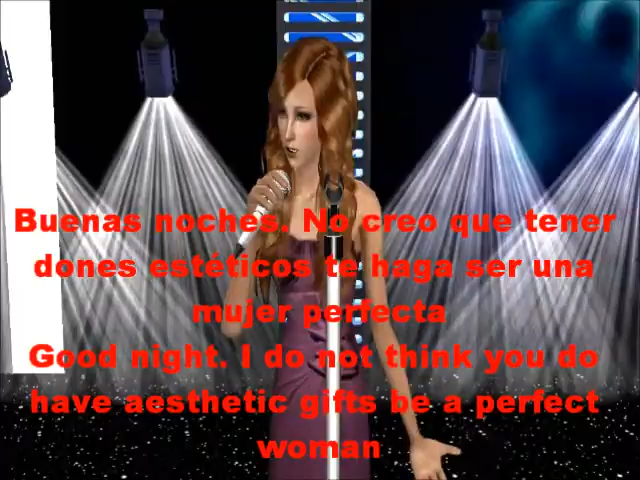 Buenas noches. No creo que tener
dones estéticos te haga ser una
mujer perfecta
Good night. I do not think you do
have aesthetic gifts be a perfect
woman